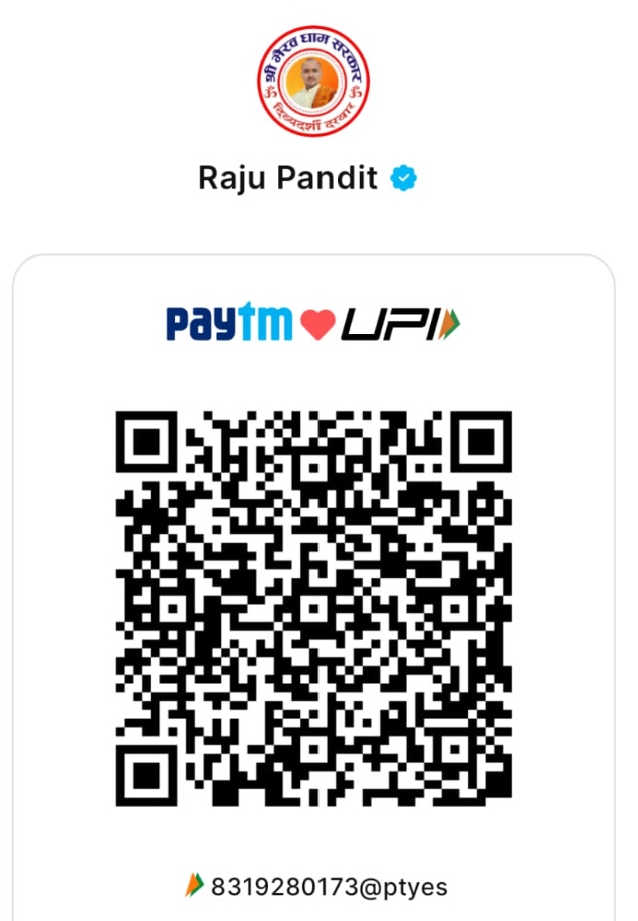 श्री भैरव धाम सरकार
ॐ ॐ
दिव्यदर्शी दरबार
Raju Pandit
paytm UPI
8319280173@ptyes